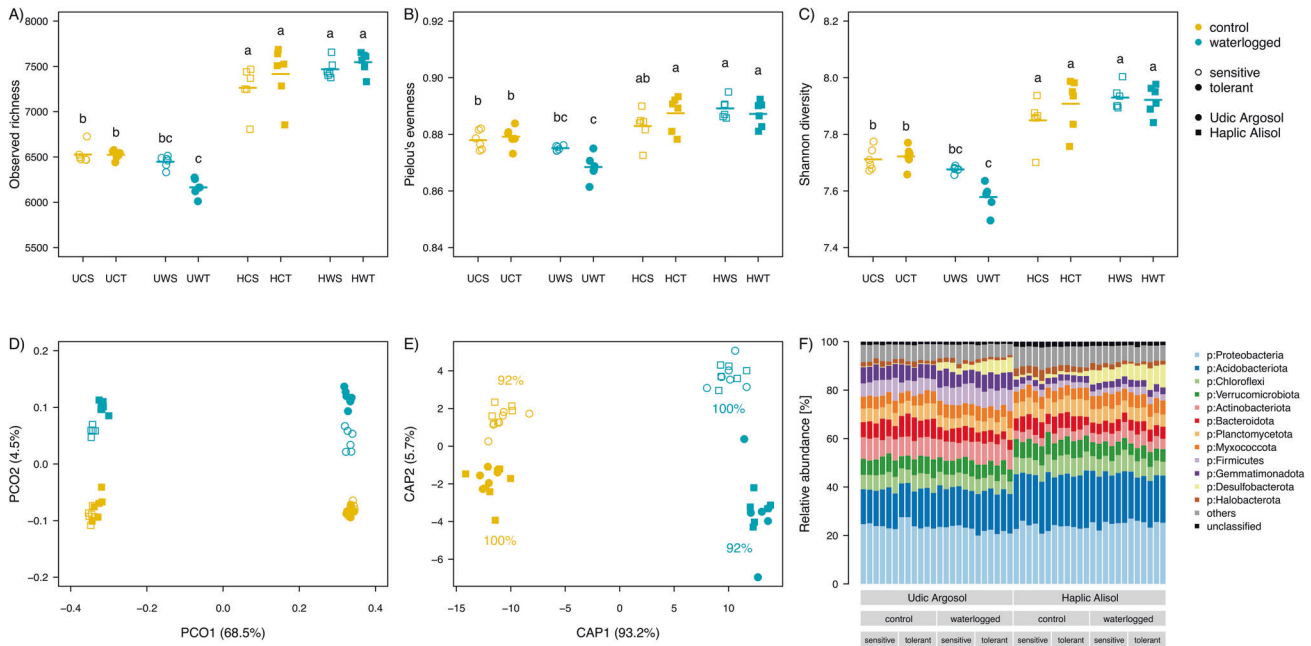 A)
Observed richness
8000
7500
7000
6500
6000
5500
b
b
bc
c
a
a
a
a
UCS UCT UWS UWT HCS HCT HWS HWT
B)
Pielou's evenness
0.92
0.90
0.88
0.86
0.84
b
b
bc
c
ab
a
a
a
UCS UCT UWS UWT HCS HCT HWS HWT
C)
Shannon diversity
8.2
8.0
7.8
7.6
7.4
b
b
bc
c
a
a
a
a
UCS UCT UWS UWT HCS HCT HWS HWT
control
waterlogged
sensitive
tolerant
Udic Argosol
Haplic Alisol
D)
PCO2 (4.5%)
0.2
0.1
0.0
−0.1
−0.2
−0.4 −0.2 0.0 0.2 0.4
PCO1 (68.5%)
E)
CAP2 (5.7%)
4
2
0
−2
−4
−6
92%
100%
100%
92%
−15 −10 −5 0 5 10
CAP1 (93.2%)
F)
Relative abundance [%]
100
80
60
40
20
0
Udic Argosol Haplic Alisol
control waterlogged control waterlogged
sensitive tolerant sensitive tolerant sensitive tolerant sensitive tolerant
p:Proteobacteria
p:Acidobacteriota
p:Chloroflexi
p:Verrucomicrobiota
p:Actinobacteriota
p:Bacteroidota
p:Planctomycetota
p:Myxococcota
p:Firmicutes
p:Gemmatimonadota
p:Desulfobacterota
p:Halobacterota
others
unclassified